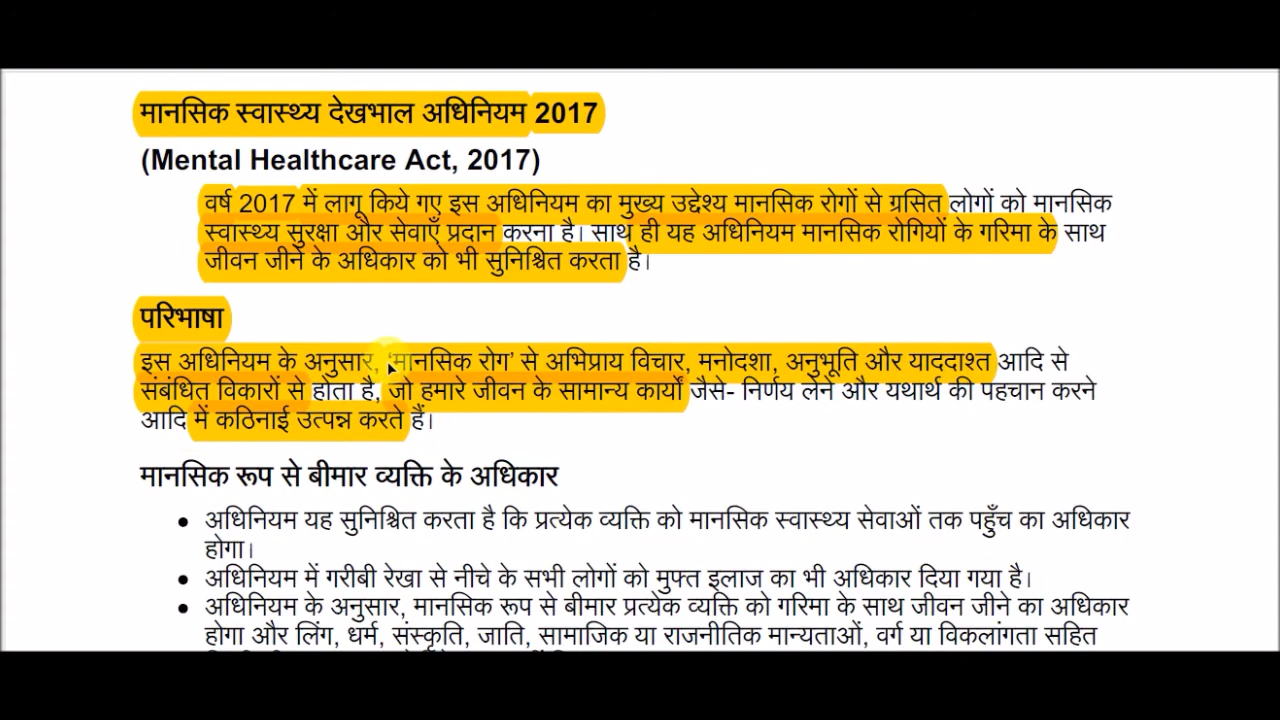 मानसिक स्वास्थ्य देखभाल अधिनियम 2017
(Mental Healthcare Act, 2017)
वर्ष 2017 में लागू किये गए इस अधिनियम का मुख्य उद्देश्य मानसिक रोगों से ग्रसित लोगों को मानसिक
स्वास्थ्य सुरक्षा और सेवाएँ प्रदान करना है। साथ ही यह अधिनियम मानसिक रोगियों के गरिमा के साथ
जीवन जीने के अधिकार को भी सुनिश्चित करता है।
परिभाषा
इस अधिनियम के अनुसार, ‘मानसिक रोग’ से अभिप्राय विचार, मनोदशा, अनुभूति और याददाश्त आदि से
संबंधित विकारों से होता है, जो हमारे जीवन के सामान्य कार्यों जैसे- निर्णय लेने और यथार्थ की पहचान करने
आदि में कठिनाई उत्पन्न करते हैं।
मानसिक रूप से बीमार व्यक्ति के अधिकार
• अधिनियम यह सुनिश्चित करता है कि प्रत्येक व्यक्ति को मानसिक स्वास्थ्य सेवाओं तक पहुँच का अधिकार
होगा।
• अधिनियम में गरीबी रेखा से नीचे के सभी लोगों को मुफ्त इलाज का भी अधिकार दिया गया है।
• अधिनियम के अनुसार, मानसिक रूप से बीमार प्रत्येक व्यक्ति को गरिमा के साथ जीवन जीने का अधिकार
होगा और लिंग, धर्म, संस्कृति, जाति, सामाजिक या राजनीतिक मान्यताओं, वर्ग या विकलांगता सहित